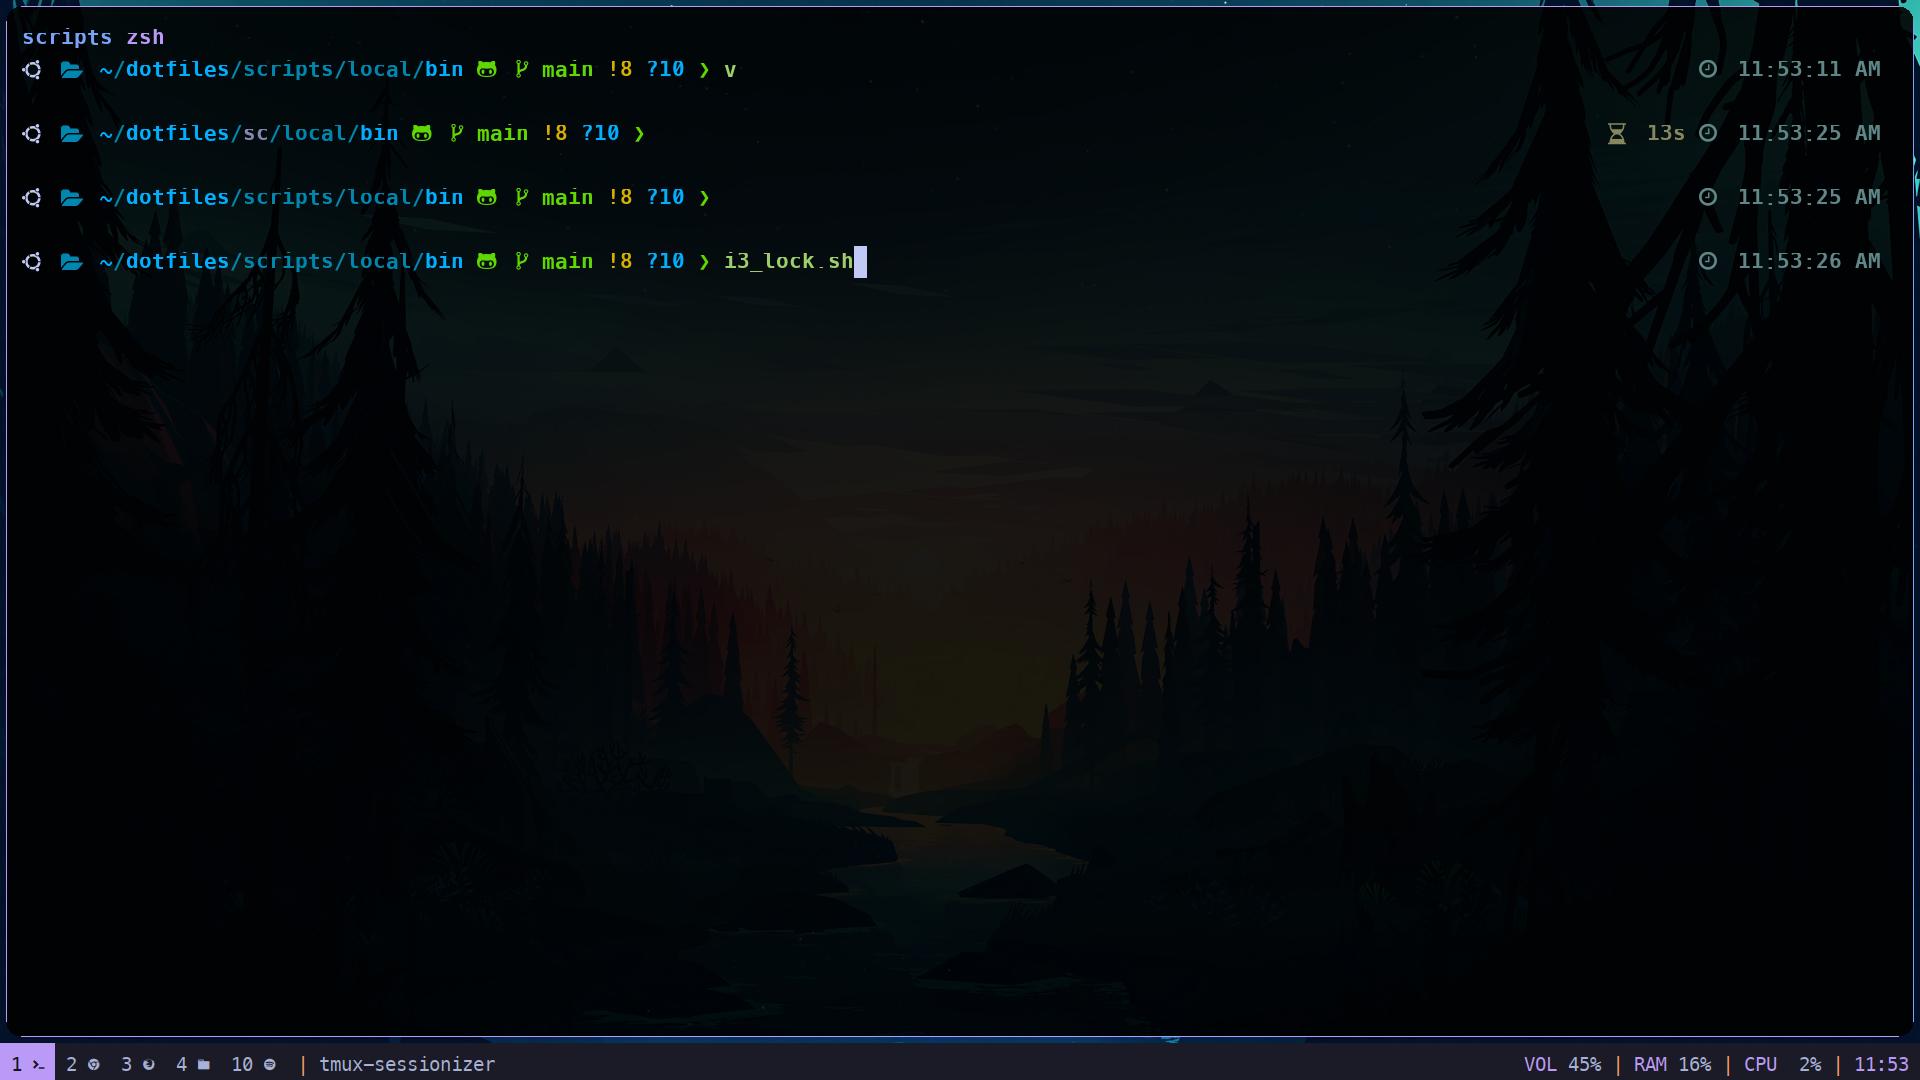 scripts zsh
~/dotfiles/scripts/local/bin main !8 ?10 ❯ v 11:53:11 AM
~/dotfiles/sc/local/bin main !8 ?10 ❯ 13s 11:53:25 AM
~/dotfiles/scripts/local/bin main !8 ?10 ❯ 11:53:25 AM
~/dotfiles/scripts/local/bin main !8 ?10 ❯ i3_lock.sh 11:53:26 AM
1 2 3 4 10 | tmux-sessionizer VOL 45% | RAM 16% | CPU 2% | 11:53